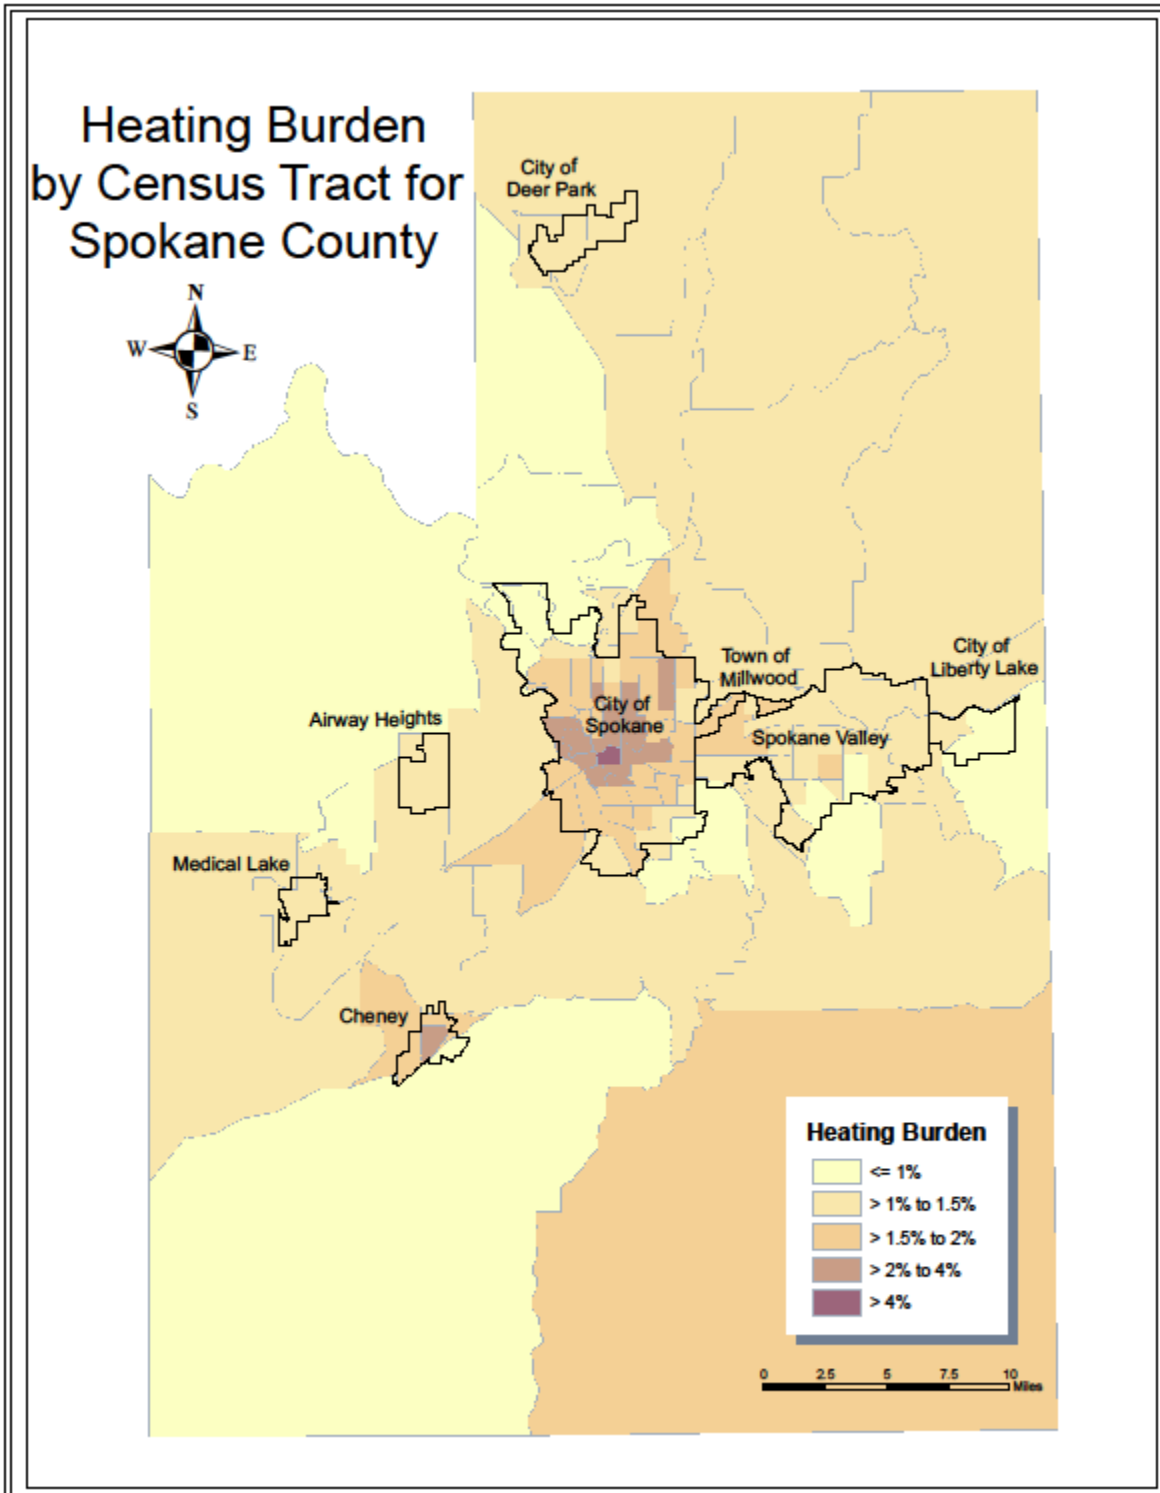 Heating Burden
by Census Tract for
Spokane County
N
W
E
S
City of
Deer Park
Town of
Millwood
City of
Liberty Lake
City of
Spokane
Airway Heights
Spokane Valley
Medical Lake
Cheney
Heating Burden
<= 1%
> 1% to 1.5%
> 1.5% to 2%
> 2% to 4%
> 4%
0 2.5 5 7.5 10
Miles